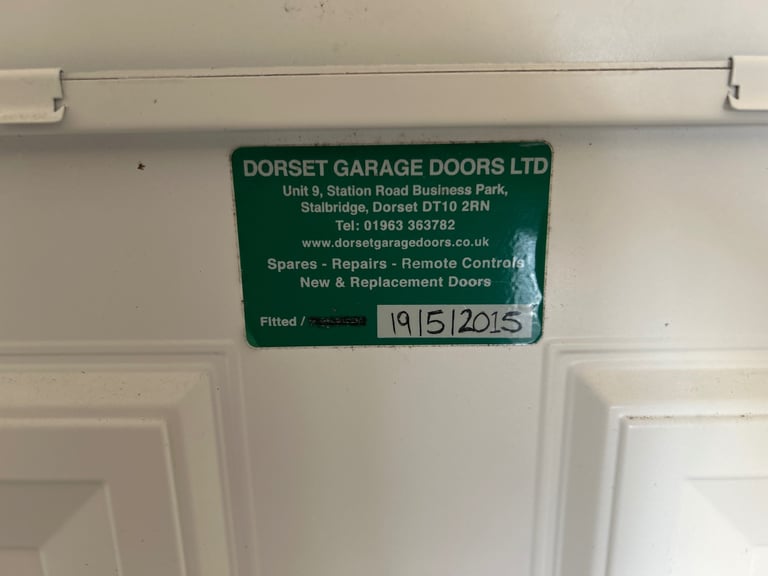 DORSET GARAGE DOORS LTD
Unit 9, Station Road Business Park,
Stalbridge, Dorset DT10 2RN
Tel: 01963 363782
www.dorsetgaragedoors.co.uk
Spares - Repairs - Remote Controls
New & Replacement Doors
Fitted / 19/5/2015